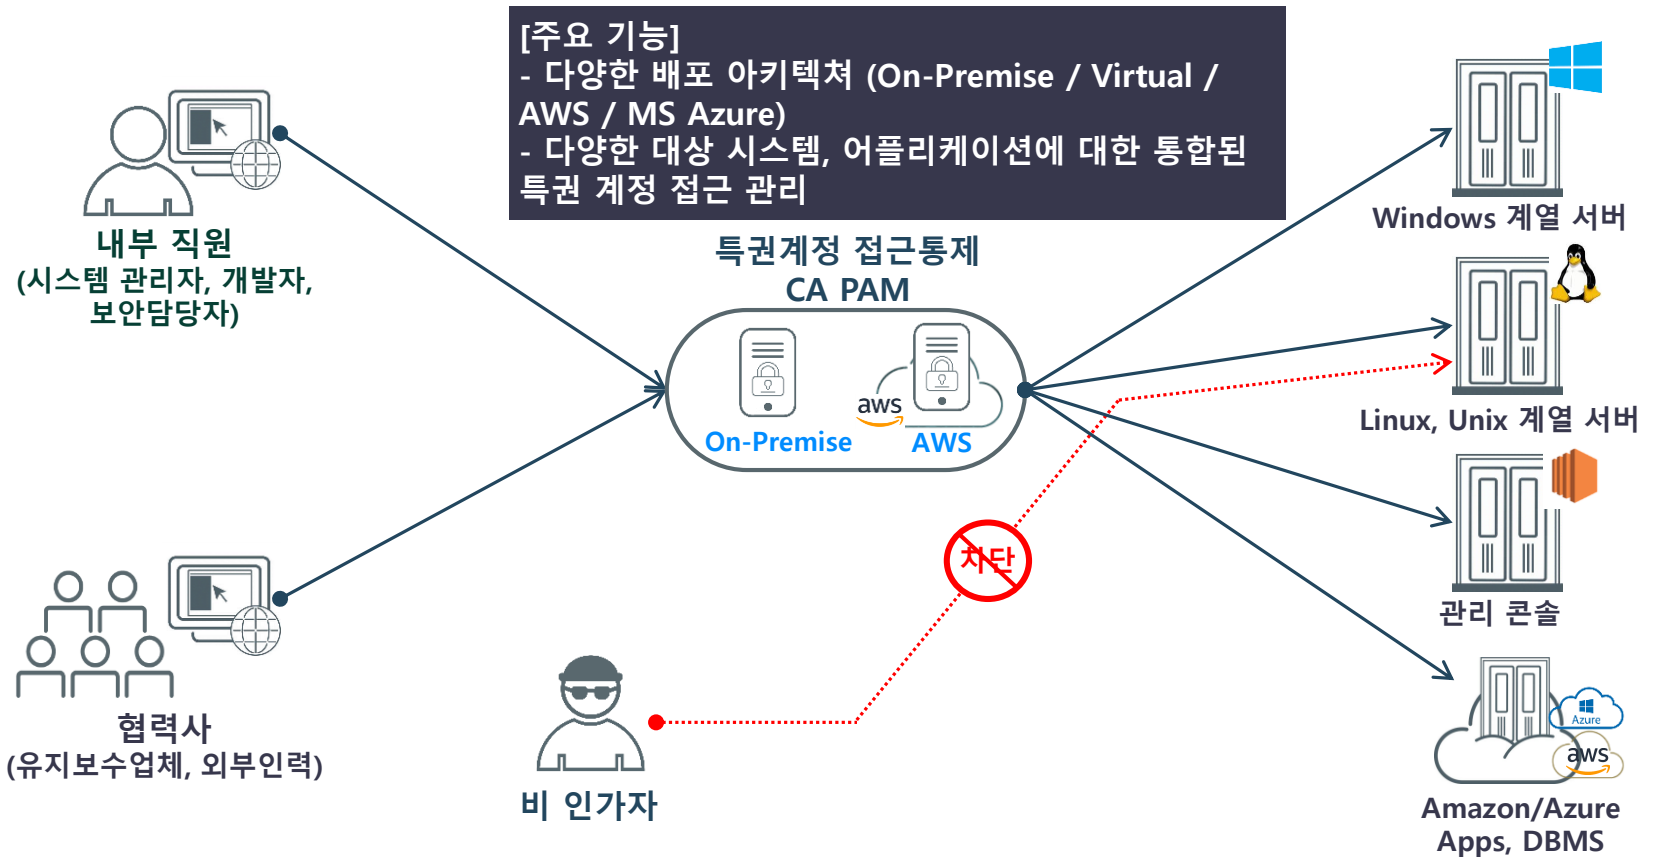 [주요 기능]
- 다양한 배포 아키텍쳐 (On-Premise / Virtual /
AWS / MS Azure)
- 다양한 대상 시스템, 어플리케이션에 대한 통합된
특권 계정 접근 관리
내부 직원
(시스템 관리자, 개발자,
보안담당자)
특권계정 접근통제
CA PAM
aws
On-Premise
AWS
Windows 계열 서버
Linux, Unix 계열 서버
차단
관리 콘솔
협력사
(유지보수업체, 외부인력)
비 인가자
Azure
aws
Amazon/Azure
Apps, DBMS